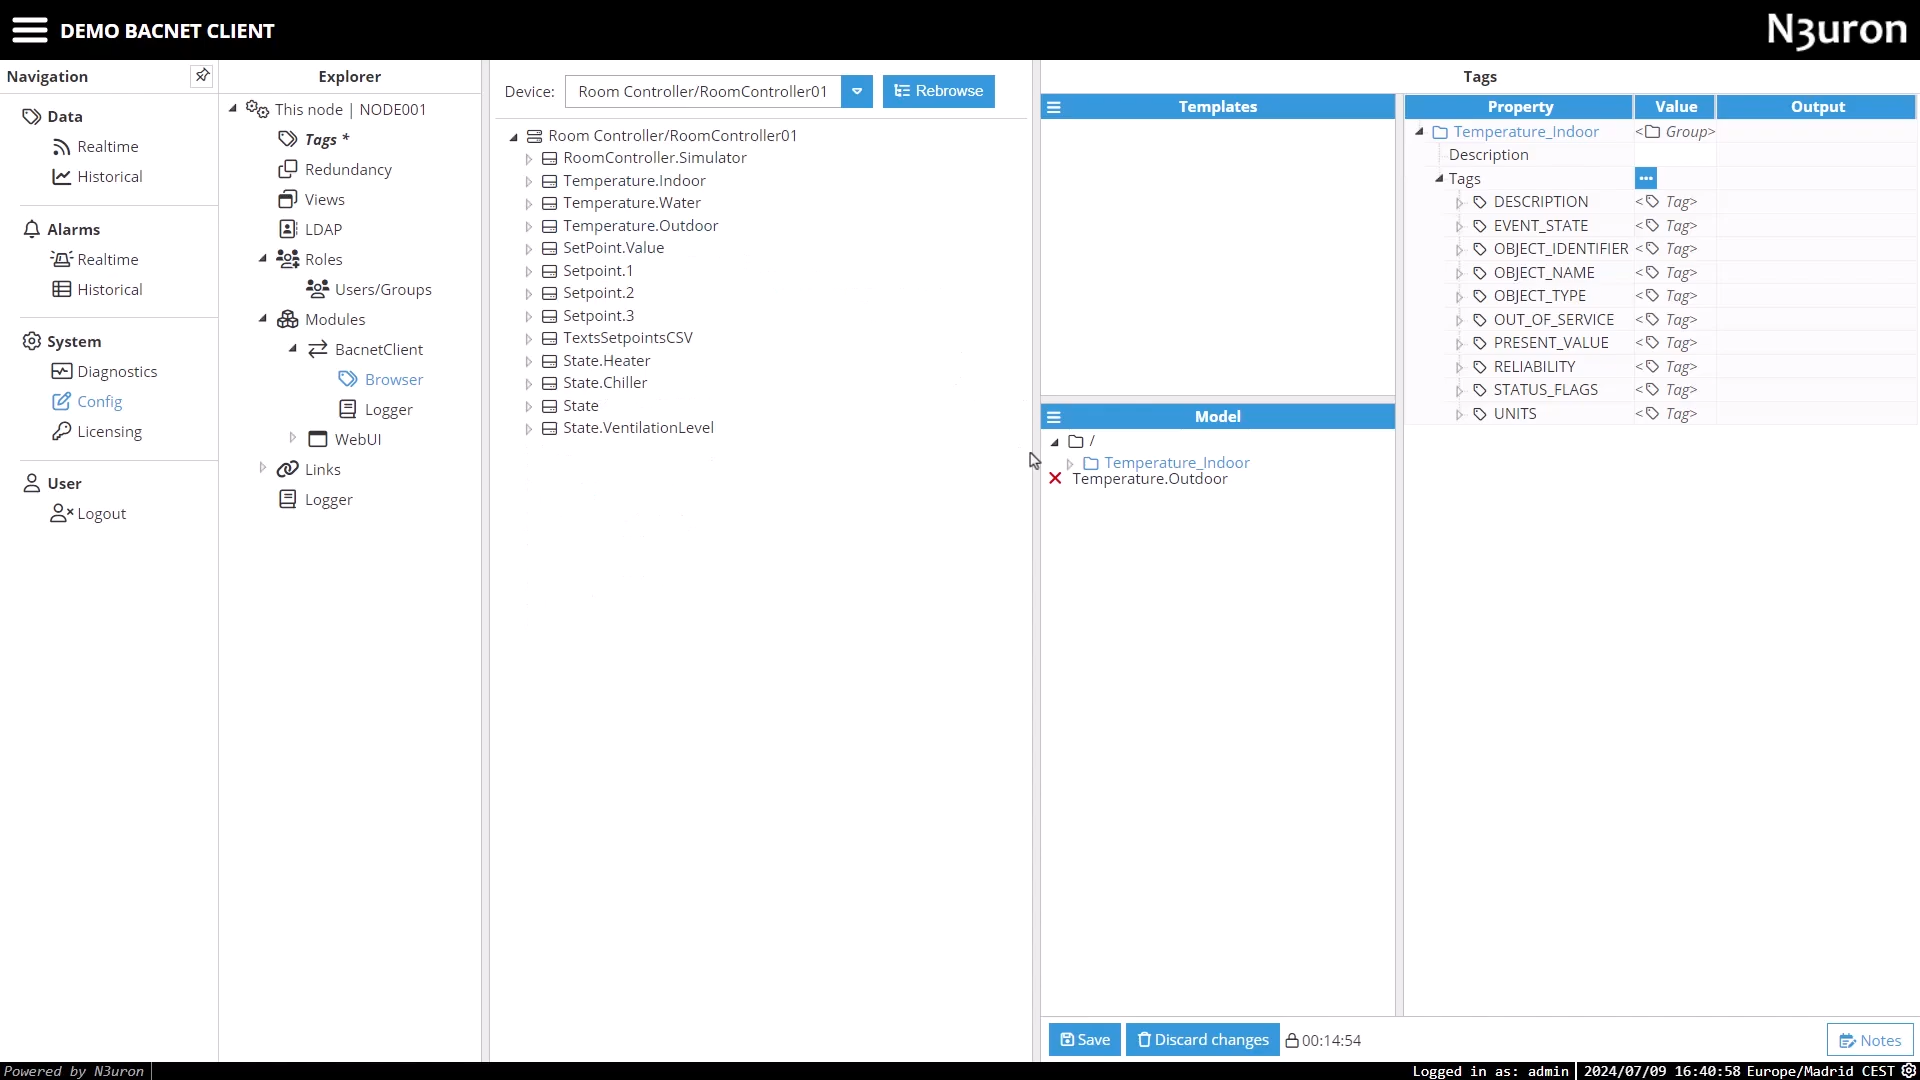 DEMO BACNET CLIENT
N3uron
Navigation
Data
Realtime
Historical
Alarms
Realtime
Historical
System
Diagnostics
Config
Licensing
User
Logout
Explorer
This node | NODE001
Tags *
Redundancy
Views
LDAP
Roles
Users/Groups
Modules
BacnetClient
Browser
Logger
WebUI
Links
Logger
Device: Room Controller/RoomController01 Rebrowse
Room Controller/RoomController01
RoomController.Simulator
Temperature.Indoor
Temperature.Water
Temperature.Outdoor
SetPoint.Value
Setpoint.1
Setpoint.2
Setpoint.3
TextsSetpointsCSV
State.Heater
State.Chiller
State
State.VentilationLevel
Templates
Model
/
Temperature_Indoor
Temperature.Outdoor
Tags
Property Value Output
Temperature_Indoor < Group>
Description
Tags ...
DESCRIPTION < Tag>
EVENT_STATE < Tag>
OBJECT_IDENTIFIER < Tag>
OBJECT_NAME < Tag>
OBJECT_TYPE < Tag>
OUT_OF_SERVICE < Tag>
PRESENT_VALUE < Tag>
RELIABILITY < Tag>
STATUS_FLAGS < Tag>
UNITS < Tag>
Save Discard changes 00:14:54 Notes
Powered by N3uron
Logged in as: admin 2024/07/09 16:40:58 Europe/Madrid CEST